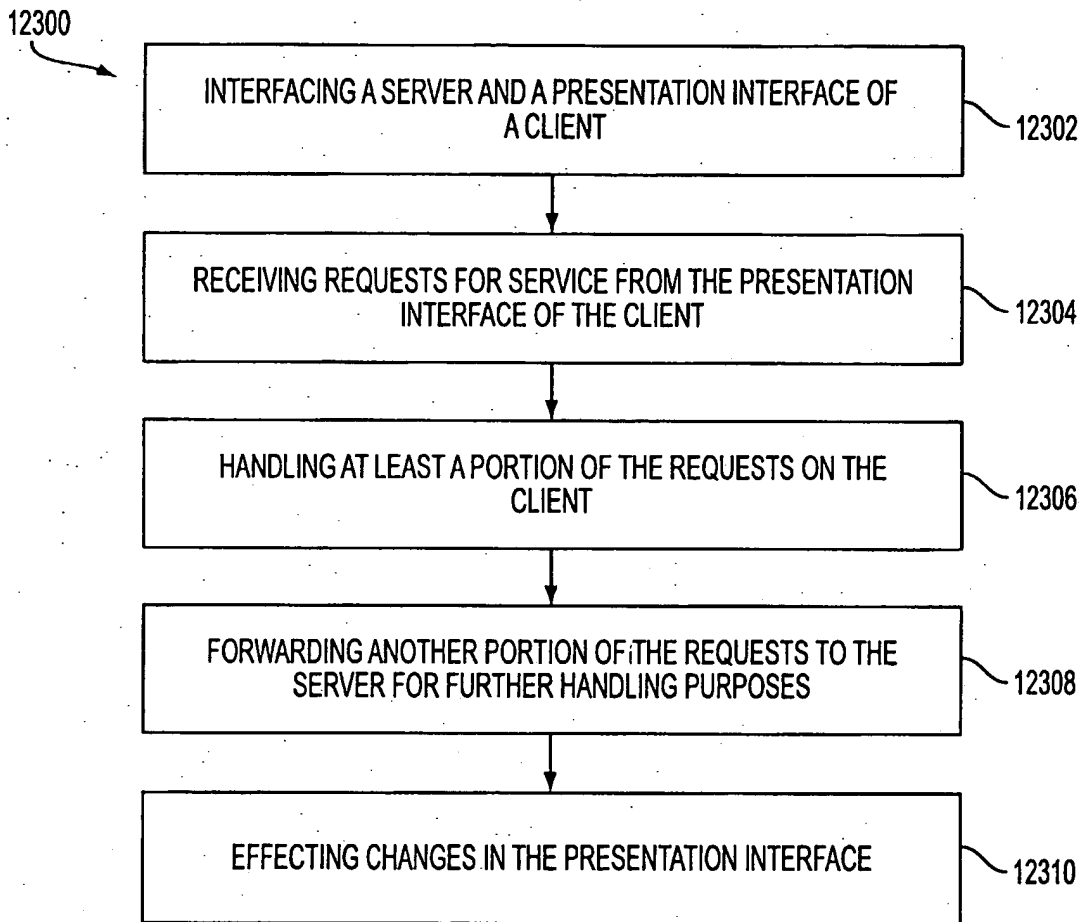 12300
INTERFACING A SERVER AND A PRESENTATION INTERFACE OF
A CLIENT
12302
RECEIVING REQUESTS FOR SERVICE FROM THE PRESENTATION
INTERFACE OF THE CLIENT
12304
HANDLING AT LEAST A PORTION OF THE REQUESTS ON THE
CLIENT
12306
FORWARDING ANOTHER PORTION OF THE REQUESTS TO THE
SERVER FOR FURTHER HANDLING PURPOSES
12308
EFFECTING CHANGES IN THE PRESENTATION INTERFACE
12310